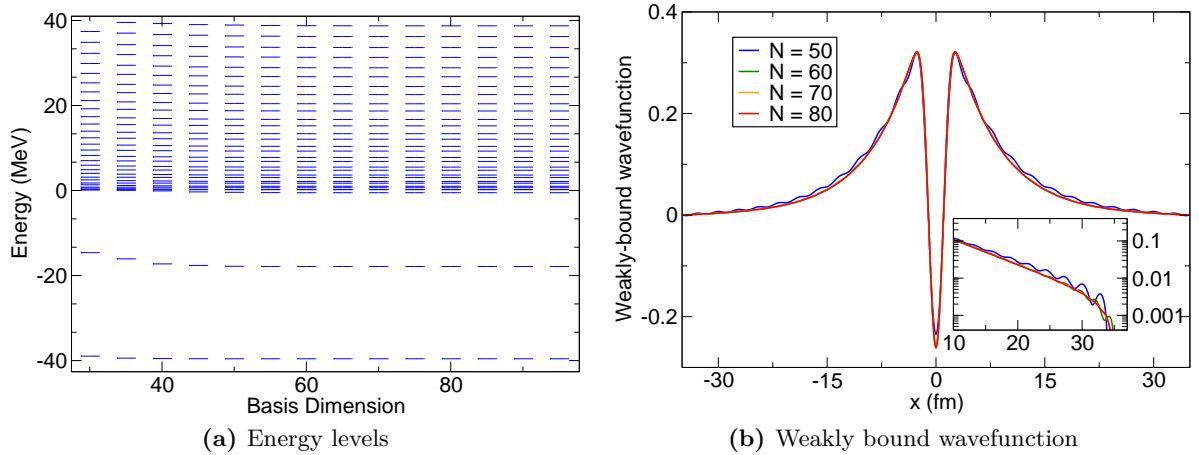 40
20
0
-20
-40
Energy (MeV)
40
60
80
Basis Dimension
(a) Energy levels
0.4
0.2
0
-0.2
Weakly-bound wavefunction
N = 50
N = 60
N = 70
N = 80
0.1
0.01
0.001
10
20
30
-30
-15
0
15
30
x (fm)
(b) Weakly bound wavefunction